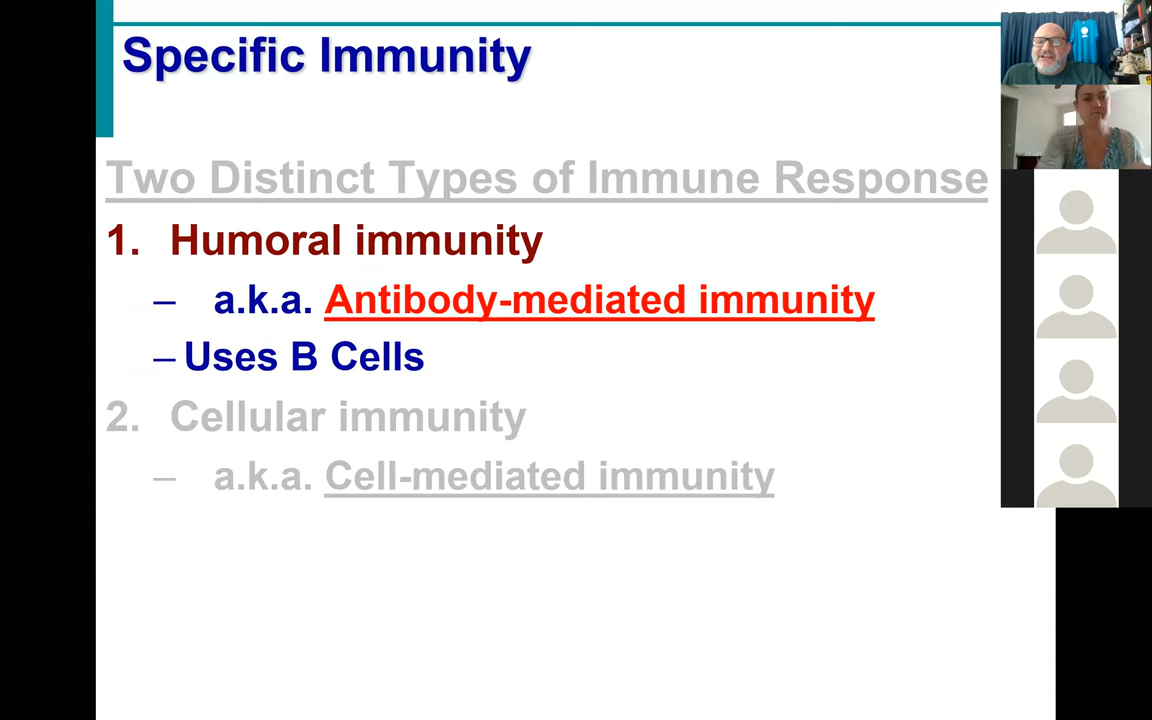 Specific Immunity
Two Distinct Types of Immune Response
1. Humoral immunity
– a.k.a. Antibody-mediated immunity
– Uses B Cells
2. Cellular immunity
– a.k.a. Cell-mediated immunity